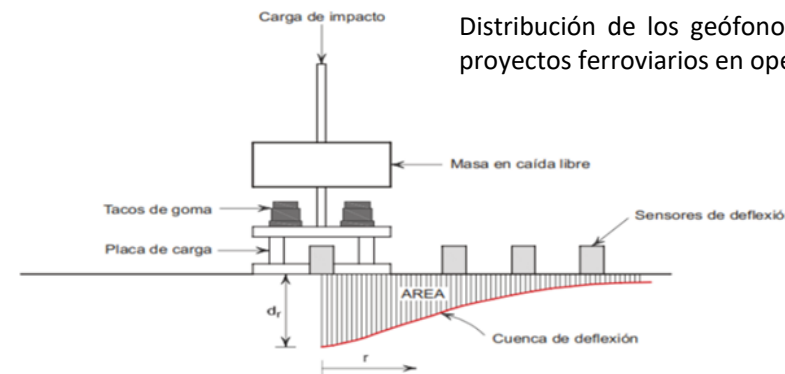 Carga de impacto
Distribución de los geófono
proyectos ferroviarios en ope
Masa en caída libre
Tacos de goma
Sensores de deflexió
Placa de carga
AREA
dr
Cuenca de deflexión
r